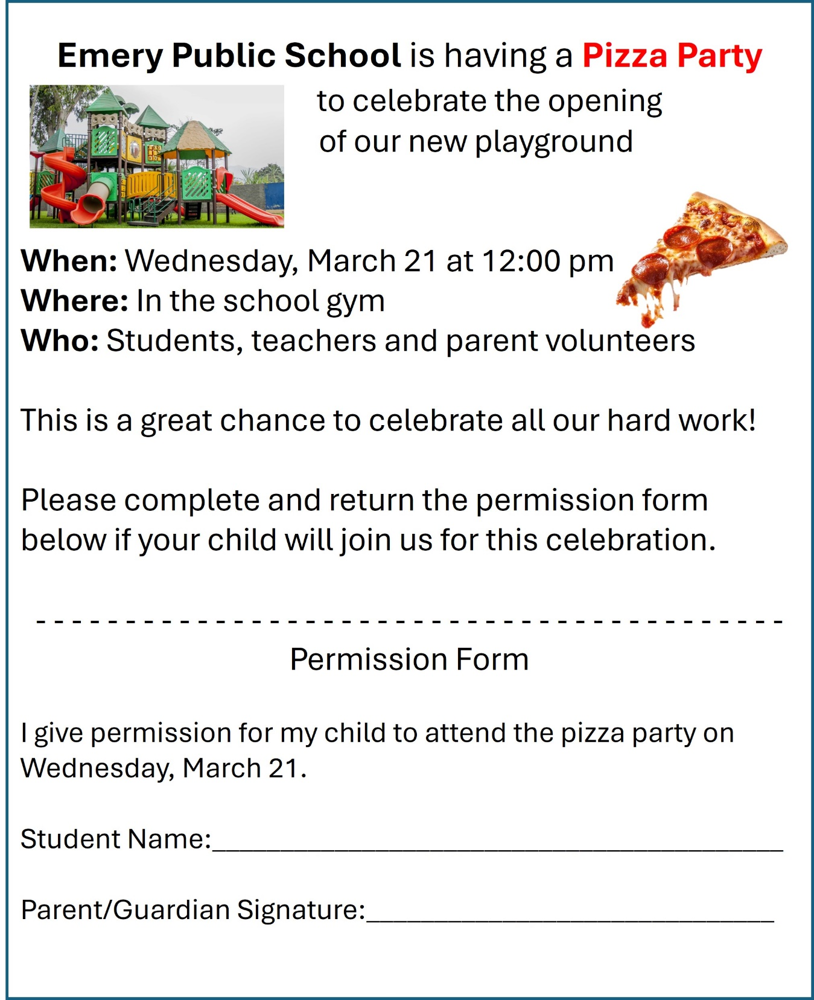 Emery Public School is having a Pizza Party
to celebrate the opening
of our new playground
When: Wednesday, March 21 at 12:00 pm
Where: In the school gym
Who: Students, teachers and parent volunteers
This is a great chance to celebrate all our hard work!
Please complete and return the permission form
below if your child will join us for this celebration.
- - - - - - - - - - - - - - - - - - - - - - - - - - - - - - - - - - - - - - - - - -
Permission Form
I give permission for my child to attend the pizza party on
Wednesday, March 21.
Student Name:__________________________________________
Parent/Guardian Signature:______________________________